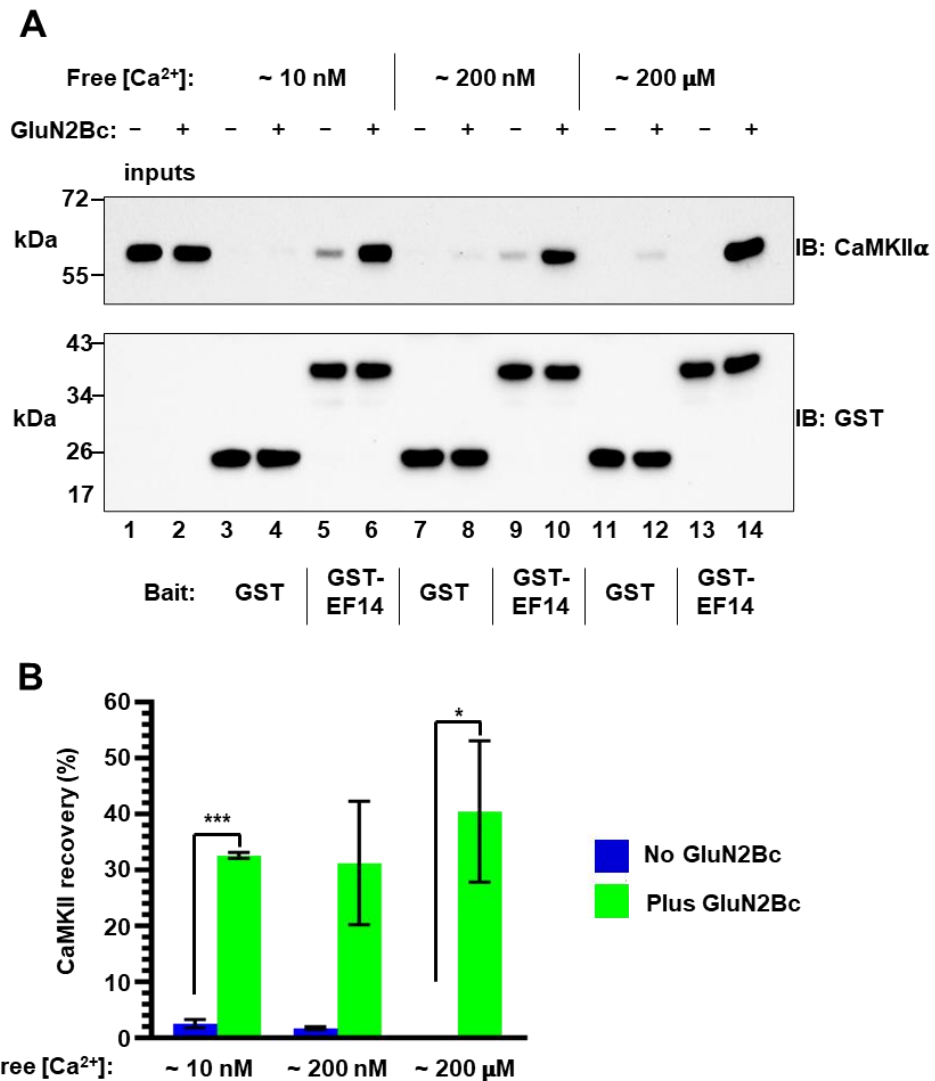 A
Free [Ca²⁺]: ~ 10 nM ~ 200 nM ~ 200 μM
GluN2Bc: − + − + − + − + − + − + − +
inputs
72
kDa
IB: CaMKIIα
55
43
34
kDa
IB: GST
26
17
1 2 3 4 5 6 7 8 9 10 11 12 13 14
Bait: GST GST-EF14 GST GST-EF14 GST GST-EF14
B
CaMKII recovery (%)
60
50
40
30
20
10
0
***
*
No GluN2Bc
Plus GluN2Bc
ree [Ca²⁺]: ~ 10 nM ~ 200 nM ~ 200 μM